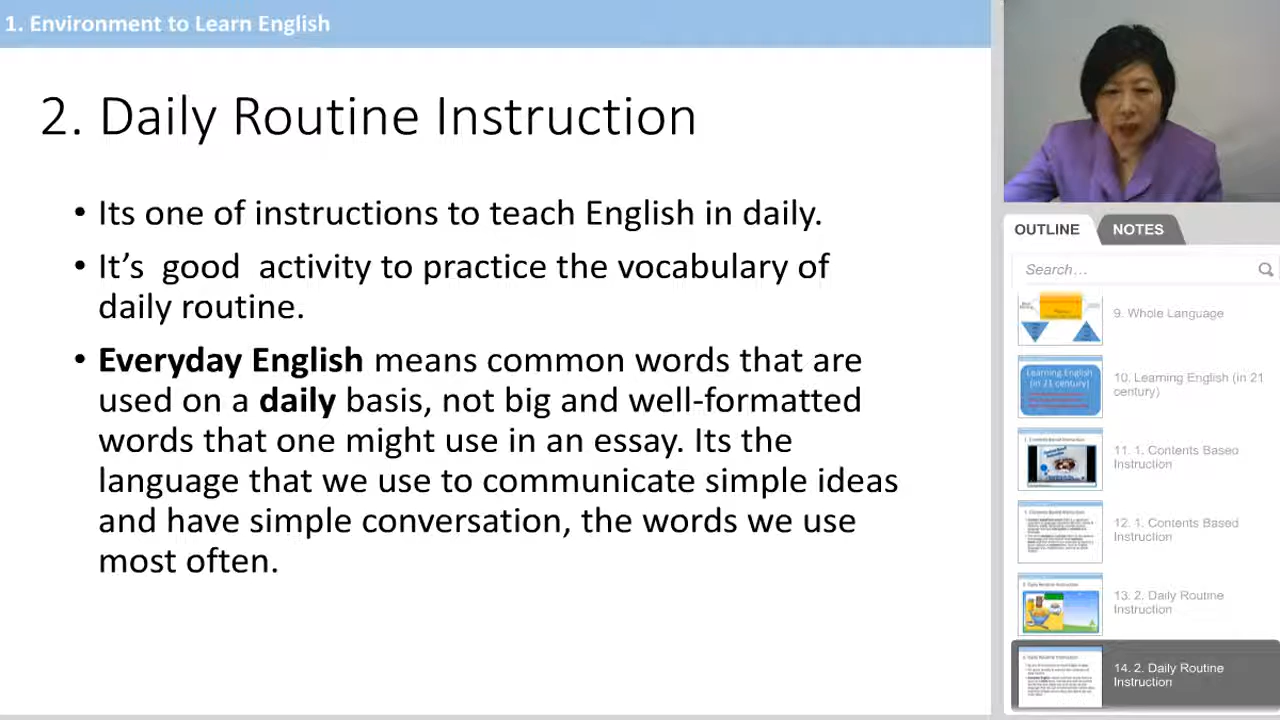 1. Environment to Learn English
2. Daily Routine Instruction
• Its one of instructions to teach English in daily.
• It’s good activity to practice the vocabulary of
daily routine.
• Everyday English means common words that are
used on a daily basis, not big and well-formatted
words that one might use in an essay. Its the
language that we use to communicate simple ideas
and have simple conversation, the words we use
most often.
OUTLINE
NOTES
Search...
9. Whole Language
Learning English
(in 21 century)
10. Learning English (in 21
century)
11. 1. Contents Based
Instruction
12. 1. Contents Based
Instruction
13. 2. Daily Routine
Instruction
14. 2. Daily Routine
Instruction